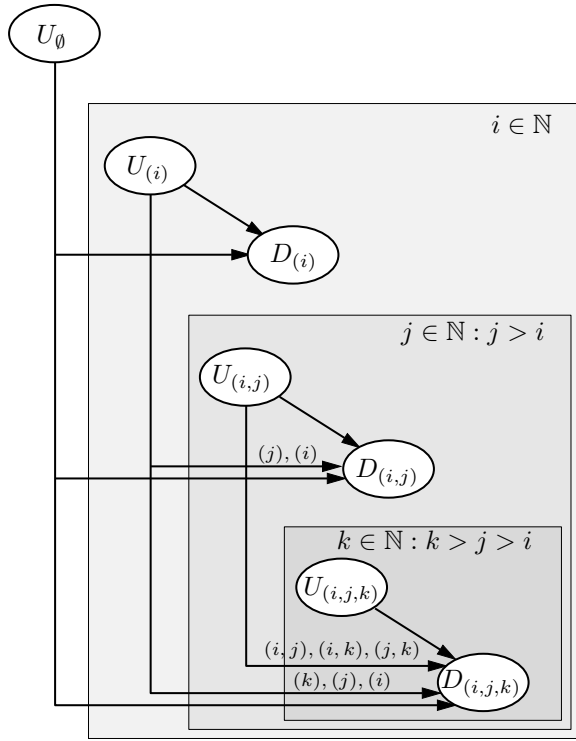 U_∅
i ∈ ℕ
U_(i)
D_(i)
j ∈ ℕ : j > i
U_(i,j)
(j), (i)
D_(i,j)
k ∈ ℕ : k > j > i
U_(i,j,k)
(i, j), (i, k), (j, k)
(k), (j), (i)
D_(i,j,k)